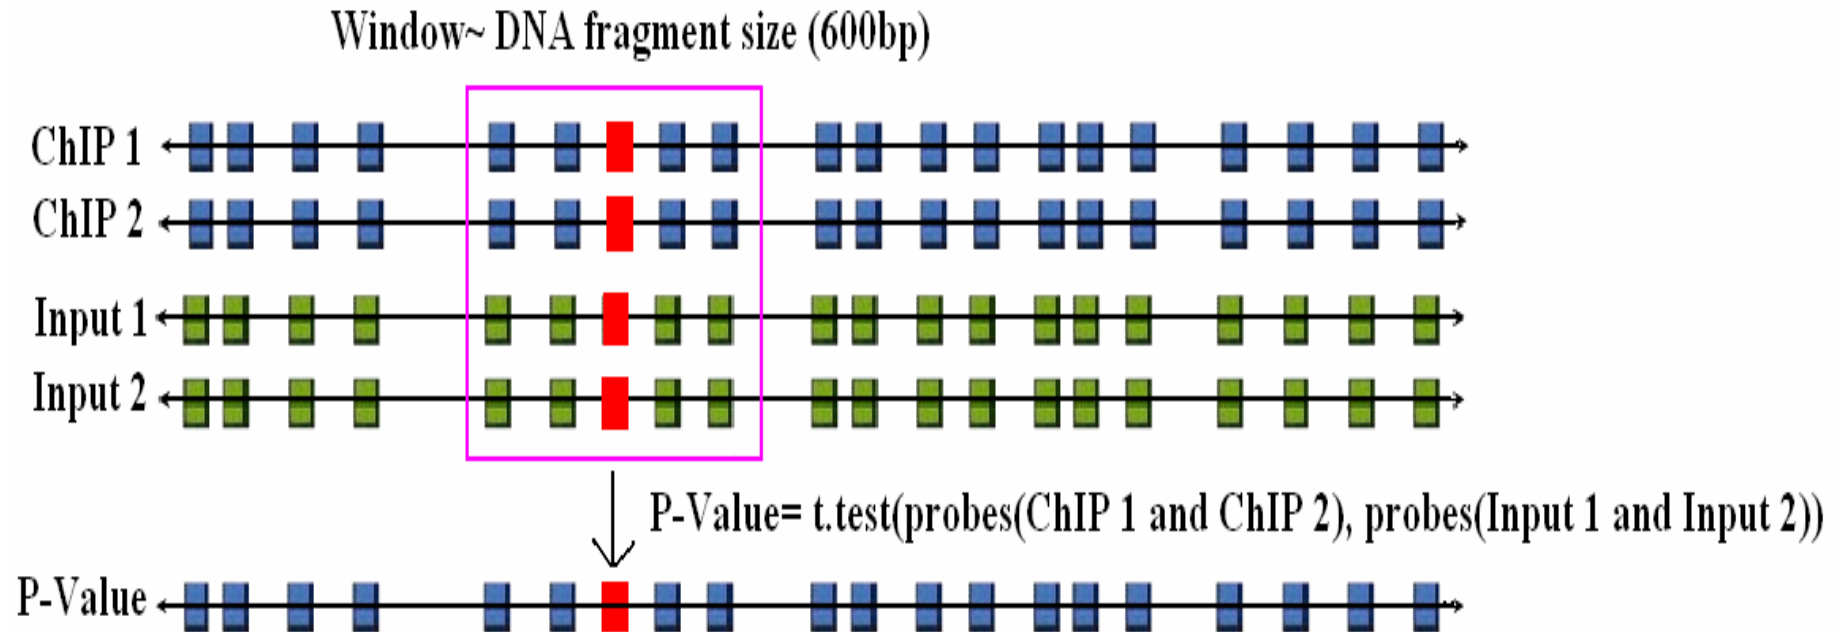 Window~ DNA fragment size (600bp)
ChIP 1
ChIP 2
Input 1
Input 2
P-Value= t.test(probes(ChIP 1 and ChIP 2), probes(Input 1 and Input 2))
P-Value